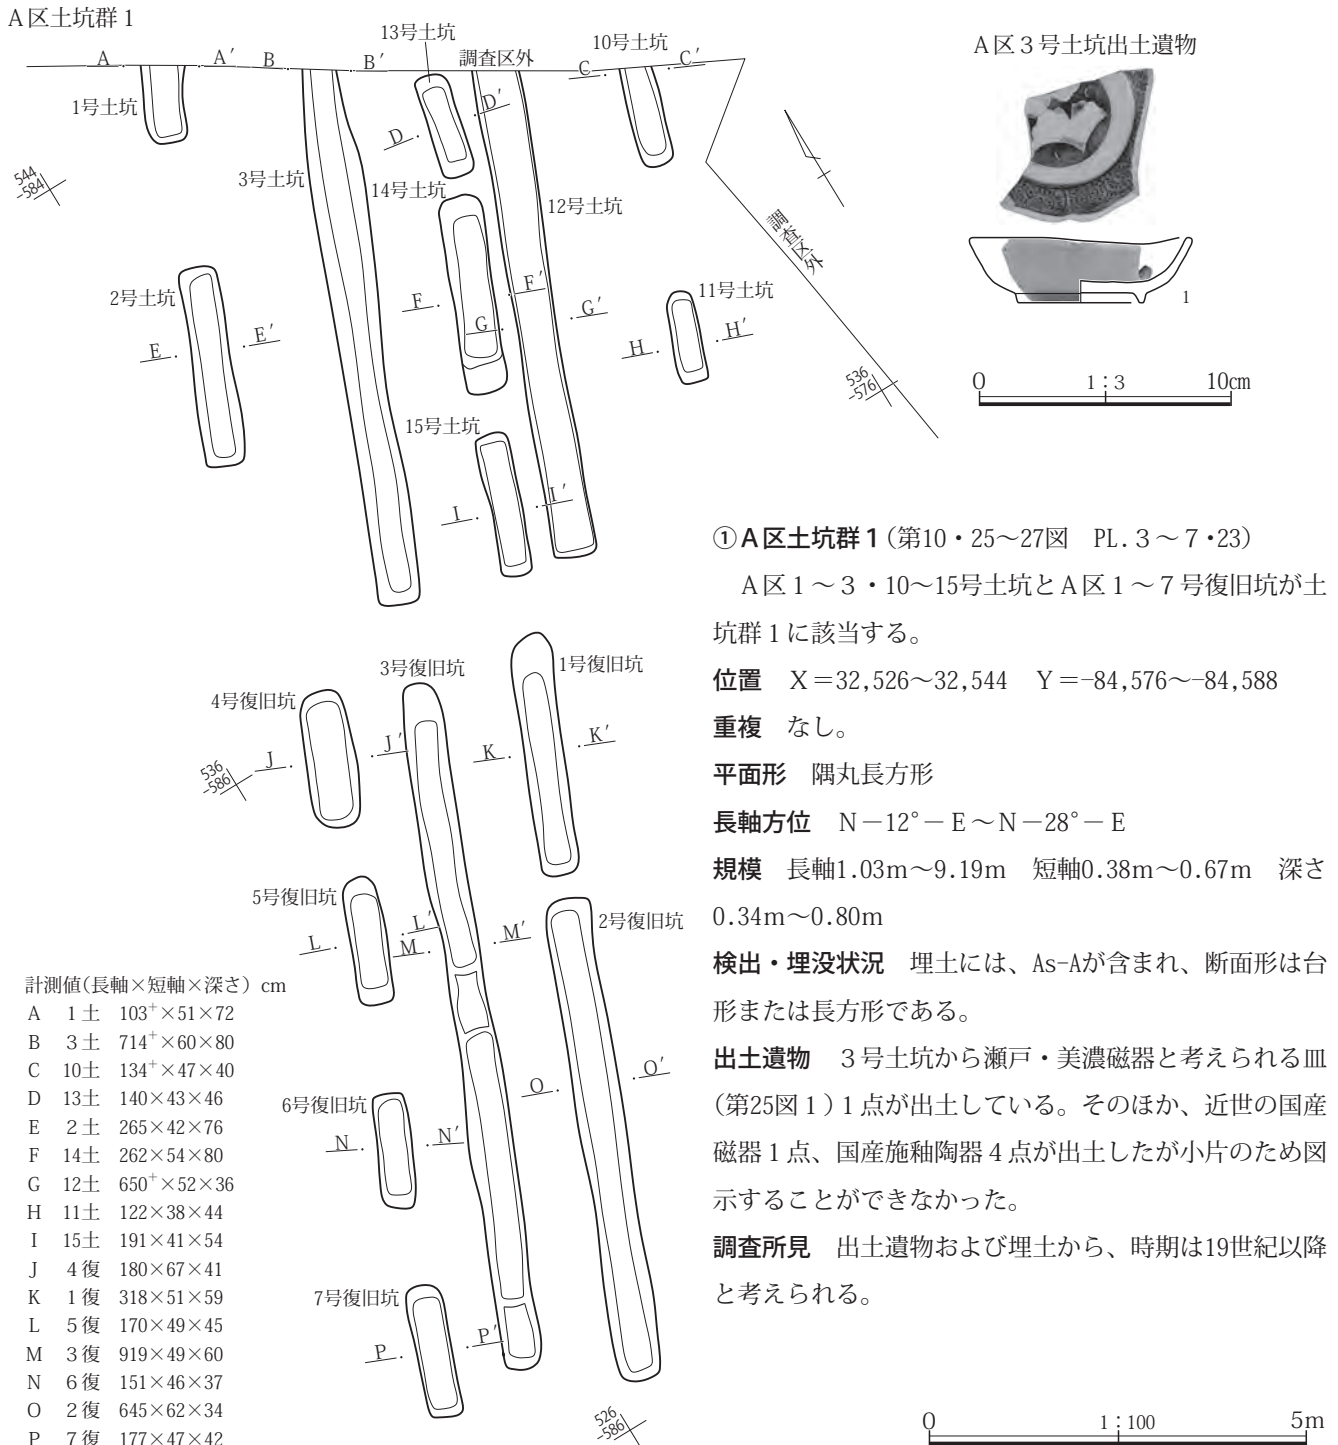 A区土坑群1
13号土坑
調査区外
10号土坑
A A′ B B′ C C′
1号土坑
D D′
544
-584
3号土坑
14号土坑
12号土坑
調査区外
2号土坑
F F′
11号土坑
E E′
G G′
H H′
536
-576
15号土坑
I I′
A区3号土坑出土遺物
1
0 1：3 10cm
1号復旧坑
3号復旧坑
4号復旧坑
J J′
K K′
536
-586
5号復旧坑
L L′
M M′
2号復旧坑
O O′
6号復旧坑
N N′
7号復旧坑
P P′
526
-586
計測値(長軸×短軸×深さ) cm
A 1土 103⁺×51×72
B 3土 714⁺×60×80
C 10土 134⁺×47×40
D 13土 140×43×46
E 2土 265×42×76
F 14土 262×54×80
G 12土 650⁺×52×36
H 11土 122×38×44
I 15土 191×41×54
J 4復 180×67×41
K 1復 318×51×59
L 5復 170×49×45
M 3復 919×49×60
N 6復 151×46×37
O 2復 645×62×34
P 7復 177×47×42
①A区土坑群1(第10・25～27図 PL.3～7・23)
A区1～3・10～15号土坑とA区1～7号復旧坑が土
坑群1に該当する。
位置 X＝32,526～32,544 Y＝-84,576～-84,588
重複 なし。
平面形 隅丸長方形
長軸方位 N－12°－E～N－28°－E
規模 長軸1.03m～9.19m 短軸0.38m～0.67m 深さ
0.34m～0.80m
検出・埋没状況 埋土には、As-Aが含まれ、断面形は台
形または長方形である。
出土遺物 3号土坑から瀬戸・美濃磁器と考えられる皿
(第25図1)1点が出土している。そのほか、近世の国産
磁器1点、国産施釉陶器4点が出土したが小片のため図
示することができなかった。
調査所見 出土遺物および埋土から、時期は19世紀以降
と考えられる。
0 1：100 5m